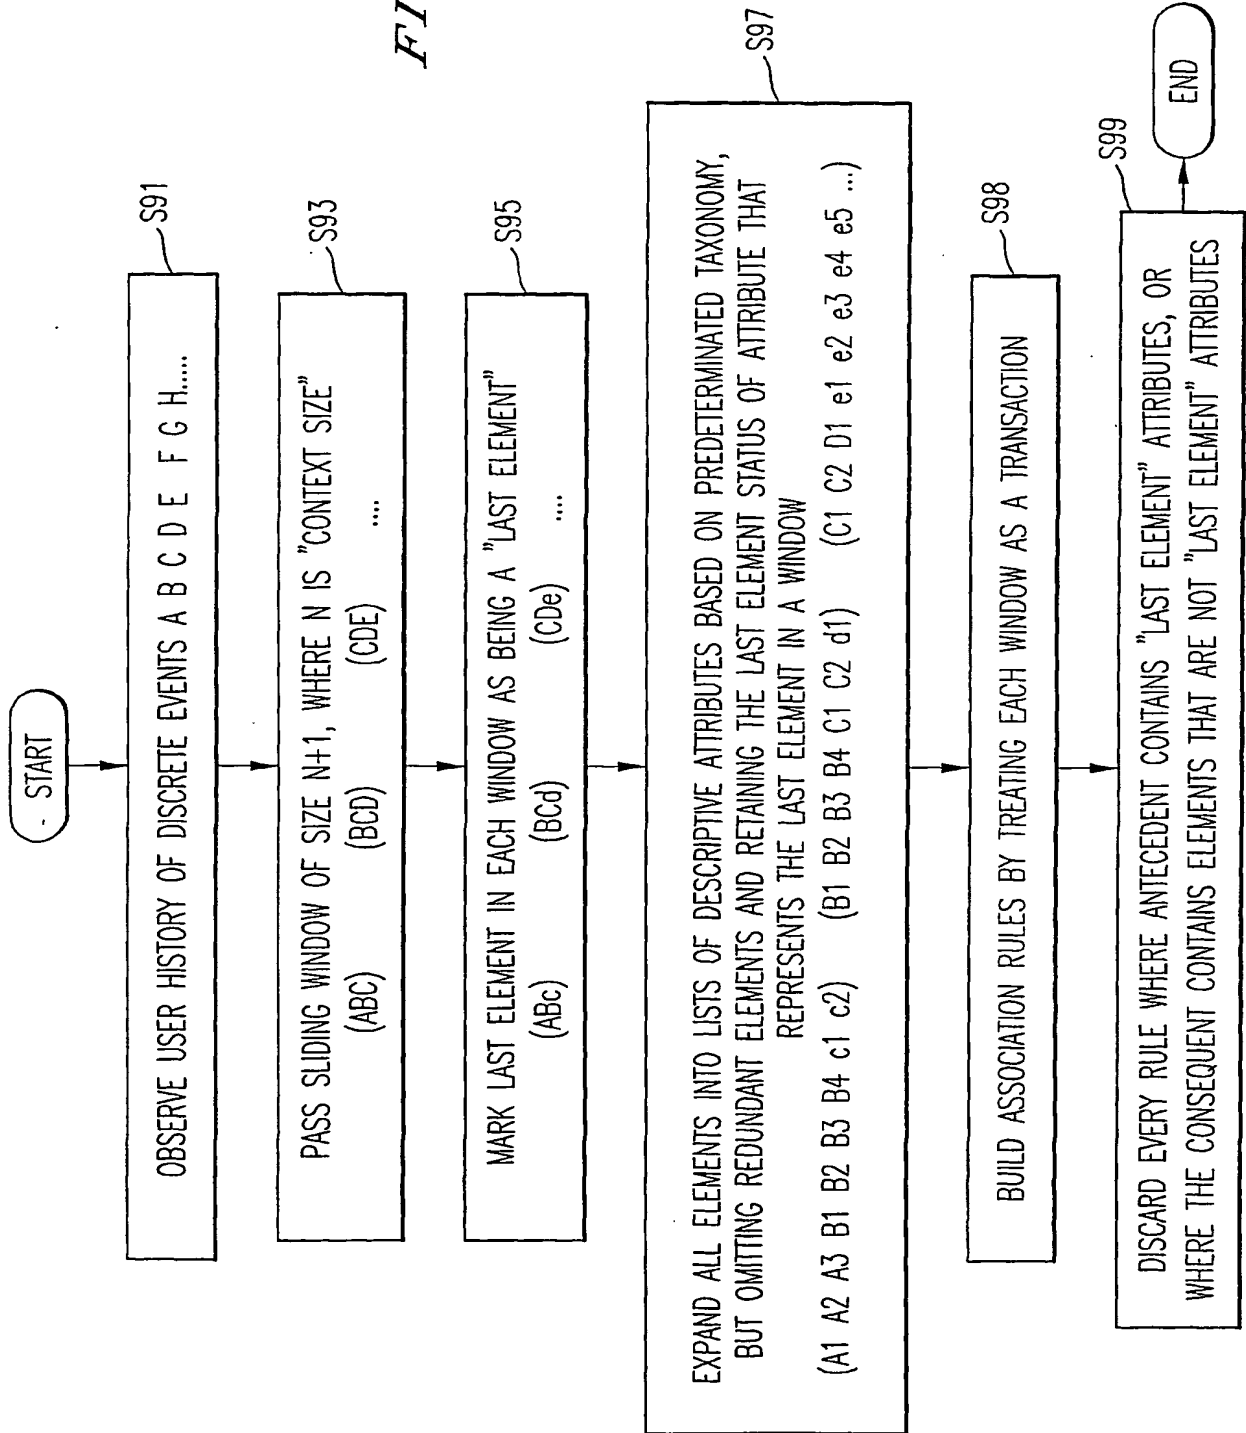 FI
START
S91
OBSERVE USER HISTORY OF DISCRETE EVENTS A B C D E F G H.....
S93
PASS SLIDING WINDOW OF SIZE N+1, WHERE N IS "CONTEXT SIZE"
(ABC) (BCD) (CDE) ....
S95
MARK LAST ELEMENT IN EACH WINDOW AS BEING A "LAST ELEMENT"
(ABc) (BCd) (CDe) ....
S97
EXPAND ALL ELEMENTS INTO LISTS OF DESCRIPTIVE ATTRIBUTES BASED ON PREDETERMINATED TAXONOMY,
BUT OMITTING REDUNDANT ELEMENTS AND RETAINING THE LAST ELEMENT STATUS OF ATTRIBUTE THAT
REPRESENTS THE LAST ELEMENT IN A WINDOW
(A1 A2 A3 B1 B2 B3 B4 c1 c2) (B1 B2 B3 B4 C1 C2 d1) (C1 C2 D1 e1 e2 e3 e4 e5 ...)
S98
BUILD ASSOCIATION RULES BY TREATING EACH WINDOW AS A TRANSACTION
S99
DISCARD EVERY RULE WHERE ANTECEDENT CONTAINS "LAST ELEMENT" ATTRIBUTES, OR
WHERE THE CONSEQUENT CONTAINS ELEMENTS THAT ARE NOT "LAST ELEMENT" ATTRIBUTES
END